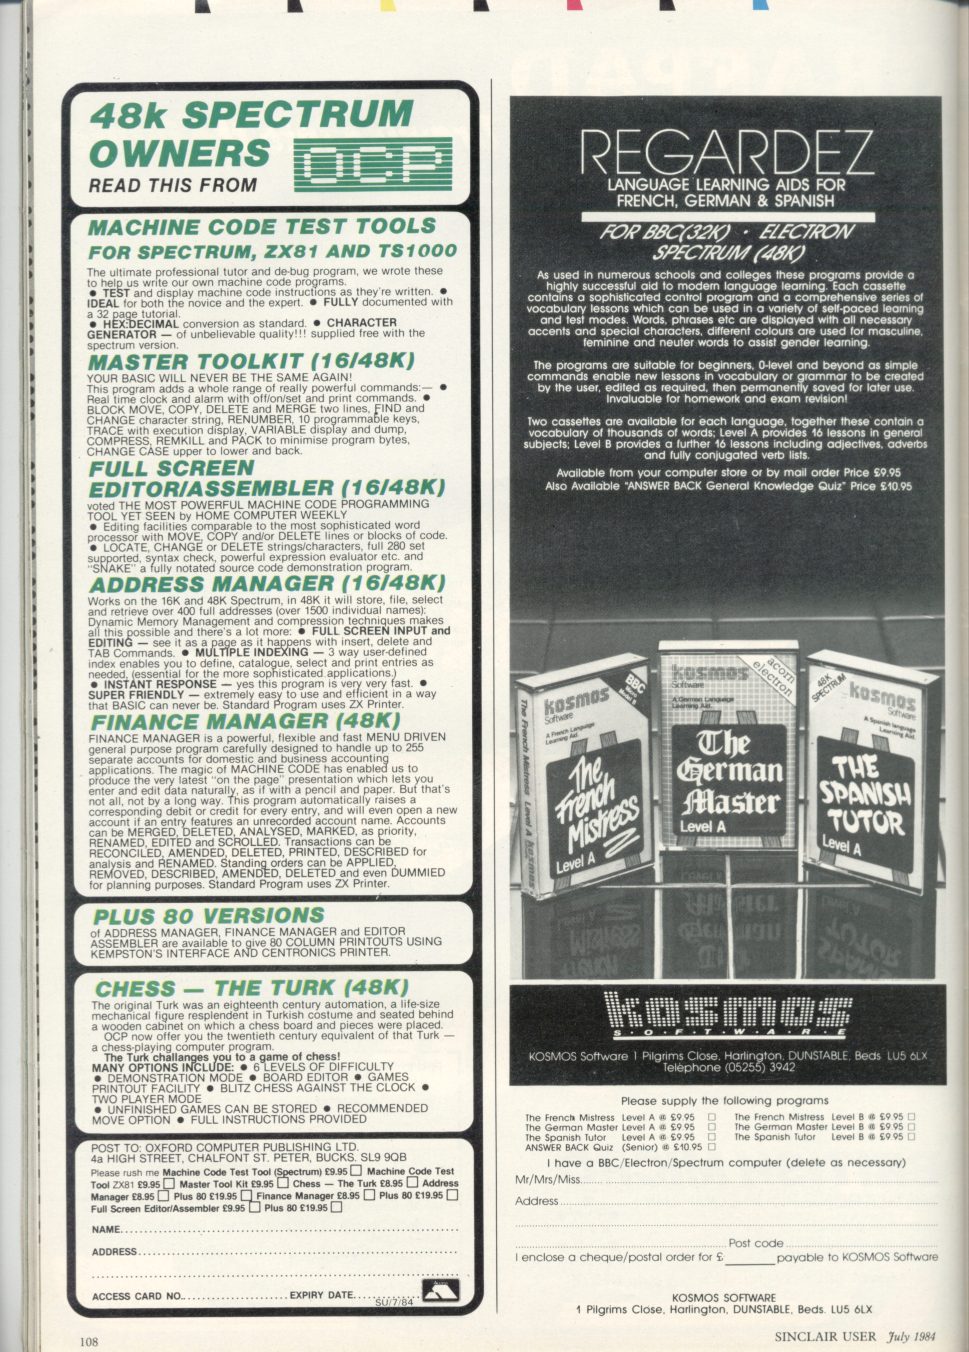 48k SPECTRUM
OWNERS
READ THIS FROM
OCP
MACHINE CODE TEST TOOLS
FOR SPECTRUM, ZX81 AND TS1000
The ultimate professional tutor and de-bug program, we wrote these
to help us write our own machine code programs.
● TEST and display machine code instructions as they're written. ●
IDEAL for both the novice and the expert. ● FULLY documented with
a 32 page tutorial.
● HEX:DECIMAL conversion as standard. ● CHARACTER
GENERATOR — of unbelievable quality!!! supplied free with the
spectrum version.
MASTER TOOLKIT (16/48K)
YOUR BASIC WILL NEVER BE THE SAME AGAIN!
This program adds a whole range of really powerful commands:— ●
Real time clock and alarm with off/on/set and print commands. ●
BLOCK MOVE, COPY, DELETE and MERGE two lines, FIND and
CHANGE character string, RENUMBER, 10 programmable keys,
TRACE with execution display, VARIABLE display and dump,
COMPRESS, REMKILL and PACK to minimise program bytes,
CHANGE CASE upper to lower and back.
FULL SCREEN
EDITOR/ASSEMBLER (16/48K)
voted THE MOST POWERFUL MACHINE CODE PROGRAMMING
TOOL YET SEEN by HOME COMPUTER WEEKLY
● Editing facilities comparable to the most sophisticated word
processor with MOVE, COPY and/or DELETE lines or blocks of code.
● LOCATE, CHANGE or DELETE strings/characters, full 280 set
supported, syntax check, powerful expression evaluator etc. and
"SNAKE" a fully notated source code demonstration program.
ADDRESS MANAGER (16/48K)
Works on the 16K and 48K Spectrum, in 48K it will store, file, select
and retrieve over 400 full addresses (over 1500 individual names):
Dynamic Memory Management and compression techniques makes
all this possible and there's a lot more: ● FULL SCREEN INPUT and
EDITING — see it as a page as it happens with insert, delete and
TAB Commands. ● MULTIPLE INDEXING — 3 way user-defined
index enables you to define, catalogue, select and print entries as
needed, (essential for the more sophisticated applications.)
● INSTANT RESPONSE — yes this program is very very fast. ●
SUPER FRIENDLY — extremely easy to use and efficient in a way
that BASIC can never be. Standard Program uses ZX Printer.
FINANCE MANAGER (48K)
FINANCE MANAGER is a powerful, flexible and fast MENU DRIVEN
general purpose program carefully designed to handle up to 255
separate accounts for domestic and business accounting
applications. The magic of MACHINE CODE has enabled us to
produce the very latest "on the page" presentation which lets you
enter and edit data naturally, as if with a pencil and paper. But that's
not all, not by a long way. This program automatically raises a
corresponding debit or credit for every entry, and will even open a new
account if an entry features an unrecorded account name. Accounts
can be MERGED, DELETED, ANALYSED, MARKED, as priority,
RENAMED, EDITED and SCROLLED. Transactions can be
RECONCILED, AMENDED, DELETED, PRINTED, DESCRIBED for
analysis and RENAMED. Standing orders can be APPLIED,
REMOVED, DESCRIBED, AMENDED, DELETED and even DUMMIED
for planning purposes. Standard Program uses ZX Printer.
PLUS 80 VERSIONS
of ADDRESS MANAGER, FINANCE MANAGER and EDITOR
ASSEMBLER are available to give 80 COLUMN PRINTOUTS USING
KEMPSTON'S INTERFACE AND CENTRONICS PRINTER.
CHESS — THE TURK (48K)
The original Turk was an eighteenth century automation, a life-size
mechanical figure resplendent in Turkish costume and seated behind
a wooden cabinet on which a chess board and pieces were placed.
OCP now offer you the twentieth century equivalent of that Turk —
a chess-playing computer program.
The Turk challanges you to a game of chess!
MANY OPTIONS INCLUDE: ● 6 LEVELS OF DIFFICULTY
● DEMONSTRATION MODE ● BOARD EDITOR ● GAMES
PRINTOUT FACILITY ● BLITZ CHESS AGAINST THE CLOCK ●
TWO PLAYER MODE
● UNFINISHED GAMES CAN BE STORED ● RECOMMENDED
MOVE OPTION ● FULL INSTRUCTIONS PROVIDED
POST TO: OXFORD COMPUTER PUBLISHING LTD.
4a HIGH STREET, CHALFONT ST. PETER, BUCKS. SL9 9QB
Please rush me Machine Code Test Tool (Spectrum) £9.95 □ Machine Code Test
Tool ZX81 £9.95 □ Master Tool Kit £9.95 □ Chess — The Turk £8.95 □ Address
Manager £8.95 □ Plus 80 £19.95 □ Finance Manager £8.95 □ Plus 80 £19.95 □
Full Screen Editor/Assembler £9.95 □ Plus 80 £19.95 □
NAME
ADDRESS
ACCESS CARD NO. EXPIRY DATE
SU/7/84
108
REGARDEZ
LANGUAGE LEARNING AIDS FOR
FRENCH, GERMAN & SPANISH
FOR BBC(32K) · ELECTRON
SPECTRUM (48K)
As used in numerous schools and colleges these programs provide a
highly successful aid to modern language learning. Each cassette
contains a sophisticated control program and a comprehensive series of
vocabulary lessons which can be used in a variety of self-paced learning
and test modes. Words, phrases etc are displayed with all necessary
accents and special characters, different colours are used for masculine,
feminine and neuter words to assist gender learning.
The programs are suitable for beginners, 0-level and beyond as simple
commands enable new lessons in vocabulary or grammar to be created
by the user, edited as required, then permanently saved for later use.
Invaluable for homework and exam revision!
Two cassettes are available for each language, together these contain a
vocabulary of thousands of words; Level A provides 16 lessons in general
subjects; Level B provides a further 16 lessons including adjectives, adverbs
and fully conjugated verb lists.
Available from your computer store or by mail order Price £9.95
Also Available "ANSWER BACK General Knowledge Quiz" Price £10.95
kosmos
Software
BBC
A French Language
Learning Aid.
The
French
Mistress
Level A
The French Mistress Level A kosmos
kosmos
Software
acorn
electron
A German Language
Learning Aid.
The
German
Master
Level A
48K
SPECTRUM
kosmos
Software
A Spanish language
Learning Aid.
THE
SPANISH
TUTOR
Level A
kosmos
S·O·F·T·W·A·R·E
KOSMOS Software 1 Pilgrims Close, Harlington, DUNSTABLE, Beds LU5 6LX
Telephone (05255) 3942
Please supply the following programs
The French Mistress Level A @ £9.95 □ The French Mistress Level B @ £9.95 □
The German Master Level A @ £9.95 □ The German Master Level B @ £9.95 □
The Spanish Tutor Level A @ £9.95 □ The Spanish Tutor Level B @ £9.95 □
ANSWER BACK Quiz (Senior) @ £10.95 □
I have a BBC/Electron/Spectrum computer (delete as necessary)
Mr/Mrs/Miss
Address
Post code
I enclose a cheque/postal order for £ payable to KOSMOS Software
KOSMOS SOFTWARE
1 Pilgrims Close, Harlington, DUNSTABLE, Beds. LU5 6LX
SINCLAIR USER July 1984